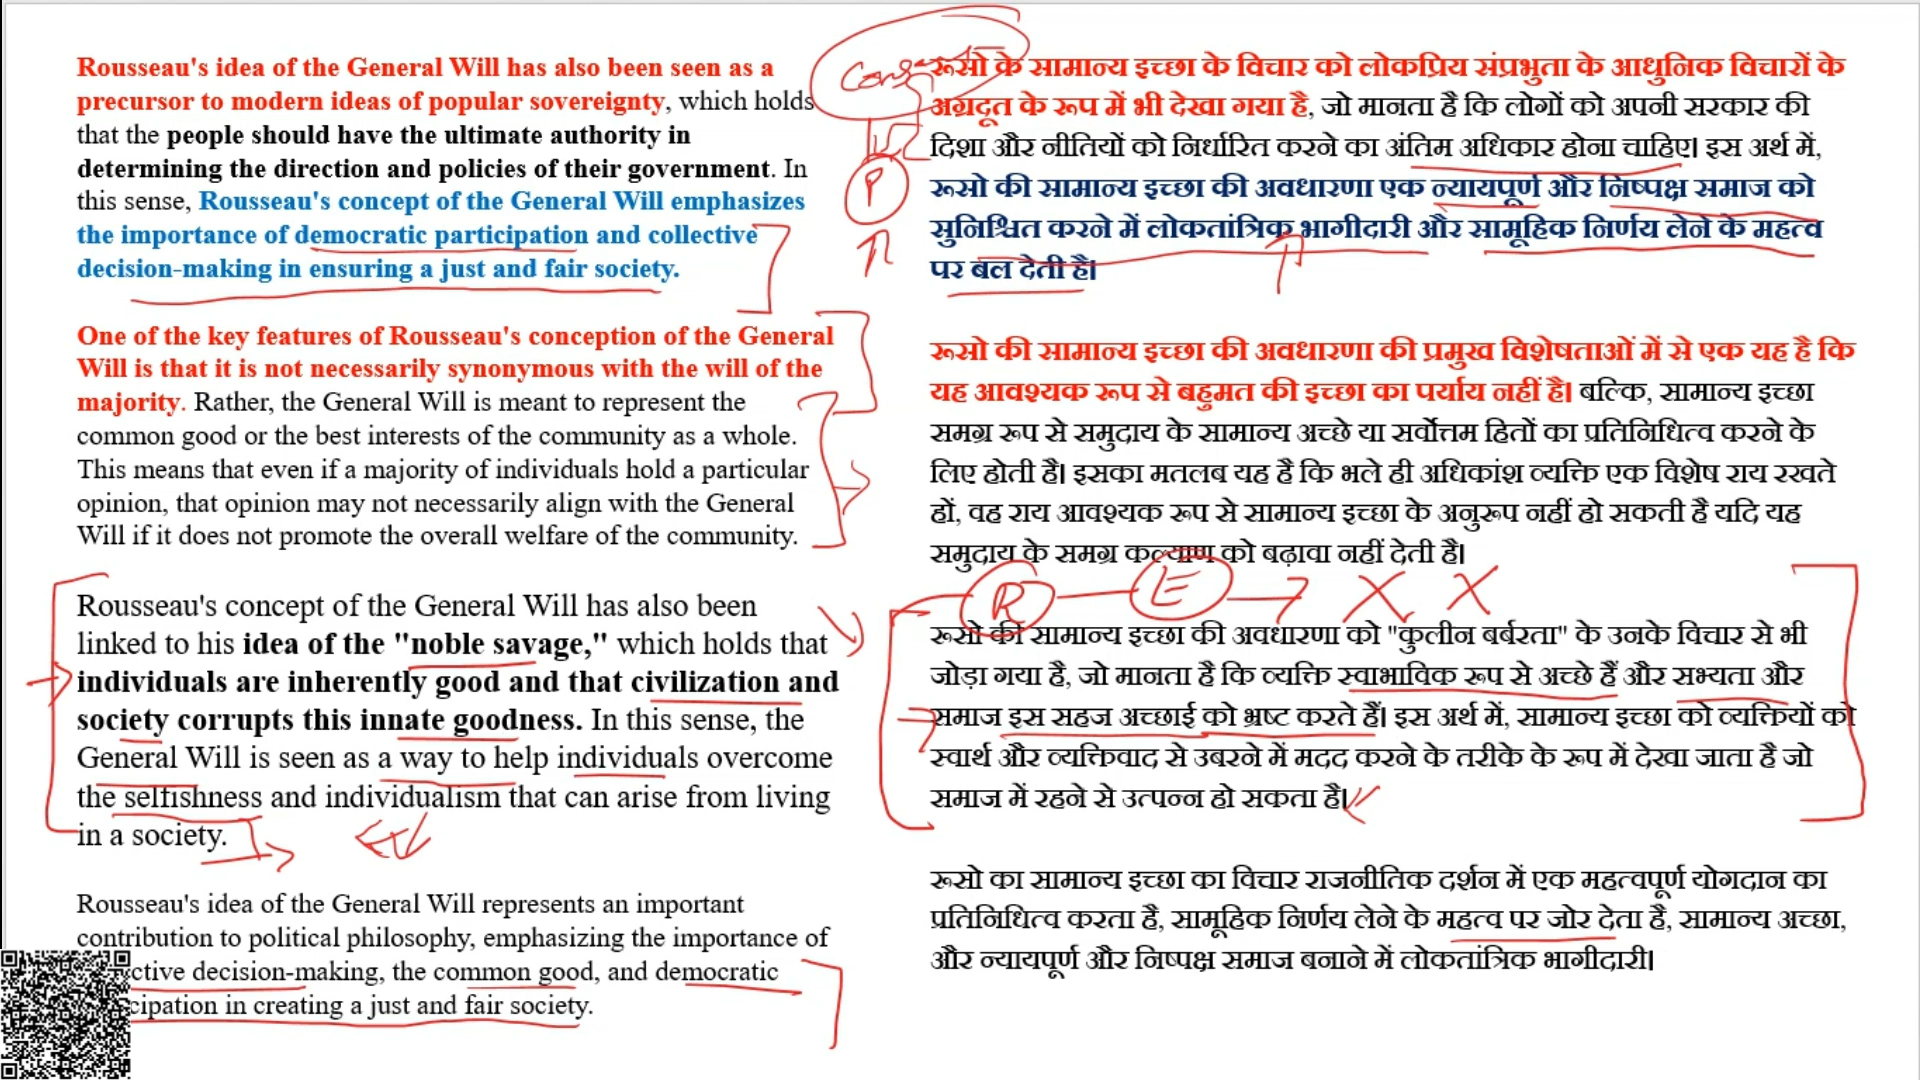 Rousseau's idea of the General Will has also been seen as a
precursor to modern ideas of popular sovereignty, which holds
that the people should have the ultimate authority in
determining the direction and policies of their government. In
this sense, Rousseau's concept of the General Will emphasizes
the importance of democratic participation and collective
decision-making in ensuring a just and fair society.
One of the key features of Rousseau's conception of the General
Will is that it is not necessarily synonymous with the will of the
majority. Rather, the General Will is meant to represent the
common good or the best interests of the community as a whole.
This means that even if a majority of individuals hold a particular
opinion, that opinion may not necessarily align with the General
Will if it does not promote the overall welfare of the community.
Rousseau's concept of the General Will has also been
linked to his idea of the "noble savage," which holds that
individuals are inherently good and that civilization and
society corrupts this innate goodness. In this sense, the
General Will is seen as a way to help individuals overcome
the selfishness and individualism that can arise from living
in a society.
Rousseau's idea of the General Will represents an important
contribution to political philosophy, emphasizing the importance of
ctive decision-making, the common good, and democratic
cipation in creating a just and fair society.
P
रूसो के सामान्य इच्छा के विचार को लोकप्रिय संप्रभुता के आधुनिक विचारों के
अग्रदूत के रूप में भी देखा गया है, जो मानता है कि लोगों को अपनी सरकार की
दिशा और नीतियों को निर्धारित करने का अंतिम अधिकार होना चाहिए। इस अर्थ में,
रूसो की सामान्य इच्छा की अवधारणा एक न्यायपूर्ण और निष्पक्ष समाज को
सुनिश्चित करने में लोकतांत्रिक भागीदारी और सामूहिक निर्णय लेने के महत्व
पर बल देती है।
रूसो की सामान्य इच्छा की अवधारणा की प्रमुख विशेषताओं में से एक यह है कि
यह आवश्यक रूप से बहुमत की इच्छा का पर्याय नहीं है। बल्कि, सामान्य इच्छा
समग्र रूप से समुदाय के सामान्य अच्छे या सर्वोत्तम हितों का प्रतिनिधित्व करने के
लिए होती है। इसका मतलब यह है कि भले ही अधिकांश व्यक्ति एक विशेष राय रखते
हों, वह राय आवश्यक रूप से सामान्य इच्छा के अनुरूप नहीं हो सकती है यदि यह
समुदाय के समग्र कल्याण को बढ़ावा नहीं देती है।
R E X X
रूसो की सामान्य इच्छा की अवधारणा को "कुलीन बर्बरता" के उनके विचार से भी
जोड़ा गया है, जो मानता है कि व्यक्ति स्वाभाविक रूप से अच्छे हैं और सभ्यता और
समाज इस सहज अच्छाई को भ्रष्ट करते हैं। इस अर्थ में, सामान्य इच्छा को व्यक्तियों को
स्वार्थ और व्यक्तिवाद से उबरने में मदद करने के तरीके के रूप में देखा जाता है जो
समाज में रहने से उत्पन्न हो सकता है।
रूसो का सामान्य इच्छा का विचार राजनीतिक दर्शन में एक महत्वपूर्ण योगदान का
प्रतिनिधित्व करता है, सामूहिक निर्णय लेने के महत्व पर जोर देता है, सामान्य अच्छा,
और न्यायपूर्ण और निष्पक्ष समाज बनाने में लोकतांत्रिक भागीदारी।